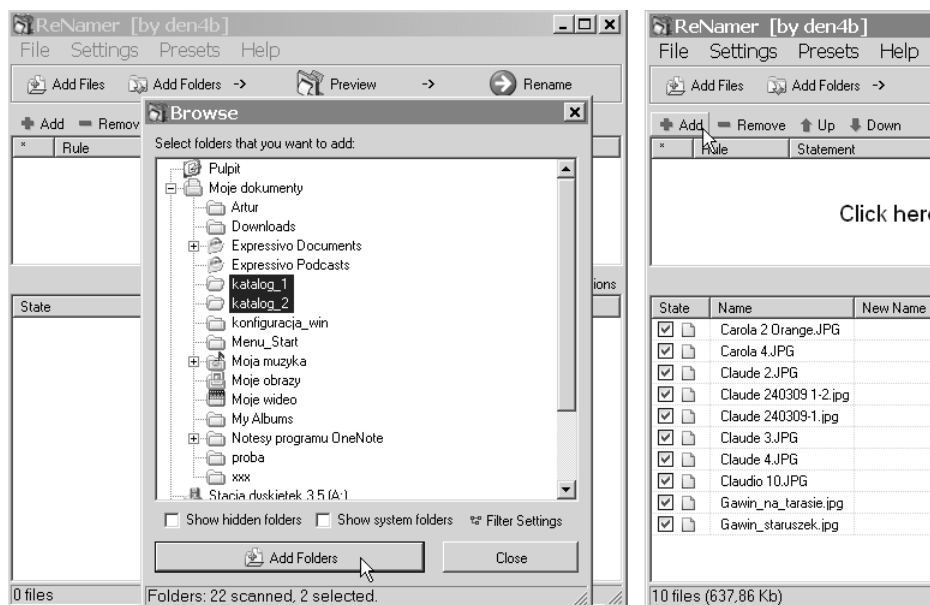 ReNamer [by den4b]
File Settings Presets Help
Add Files Add Folders -> Preview -> Rename
Add Remov
* Rule
State
ions
0 files
Browse
Select folders that you want to add:
Pulpit
Moje dokumenty
Artur
Downloads
Expressivo Documents
Expressivo Podcasts
katalog_1
katalog_2
konfiguracja_win
Menu_Start
Moja muzyka
Moje obrazy
Moje wideo
My Albums
Notesy programu OneNote
proba
xxx
Stacja dyskietek 3,5 (A:)
Show hidden folders Show system folders Filter Settings
Add Folders Close
Folders: 22 scanned, 2 selected.
ReNamer [by den4b]
File Settings Presets Help
Add Files Add Folders ->
Add Remove Up Down
* Rule Statement
Click here
State Name New Name
Carola 2 Orange.JPG
Carola 4.JPG
Claude 2.JPG
Claude 240309 1-2.jpg
Claude 240309-1.jpg
Claude 3.JPG
Claude 4.JPG
Claudio 10.JPG
Gawin_na_tarasie.jpg
Gawin_staruszek.jpg
10 files (637,86 Kb)